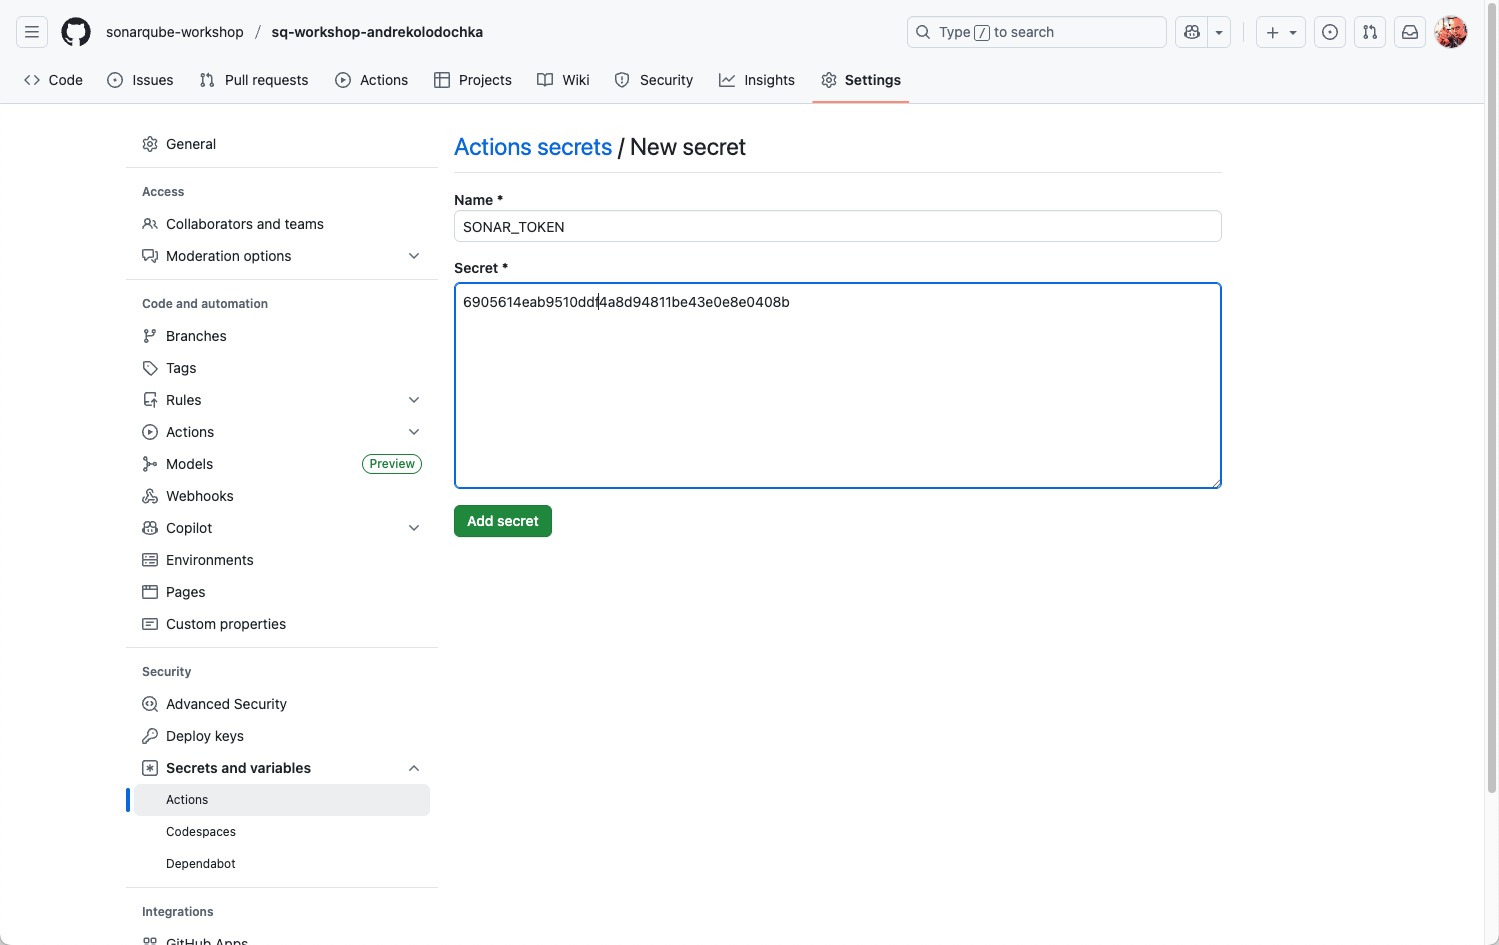 sonarqube-workshop / sq-workshop-andrekolodochka
Type / to search
Code Issues Pull requests Actions Projects Wiki Security Insights Settings
General
Access
Collaborators and teams
Moderation options
Code and automation
Branches
Tags
Rules
Actions
Models Preview
Webhooks
Copilot
Environments
Pages
Custom properties
Security
Advanced Security
Deploy keys
Secrets and variables
Actions
Codespaces
Dependabot
Integrations
GitHub Apps
Actions secrets / New secret
Name *
SONAR_TOKEN
Secret *
6905614eab9510ddf4a8d94811be43e0e8e0408b
Add secret